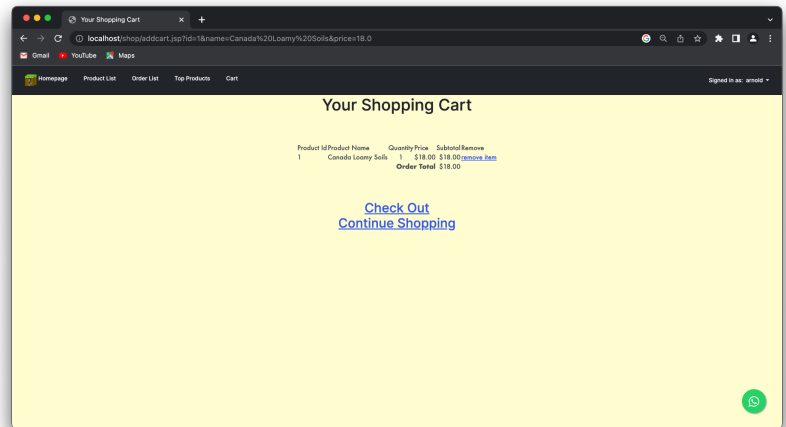 Your Shopping Cart
localhost/shop/addcart.jsp?id=1&name=Canada%20Loamy%20Soils&price=18.0
Gmail YouTube Maps
Homepage Product List Order List Top Products Cart Signed in as: arnold
Your Shopping Cart
Product Id Product Name Quantity Price Subtotal Remove
1 Canada Loamy Soils 1 $18.00 $18.00 remove item
Order Total $18.00
Check Out
Continue Shopping